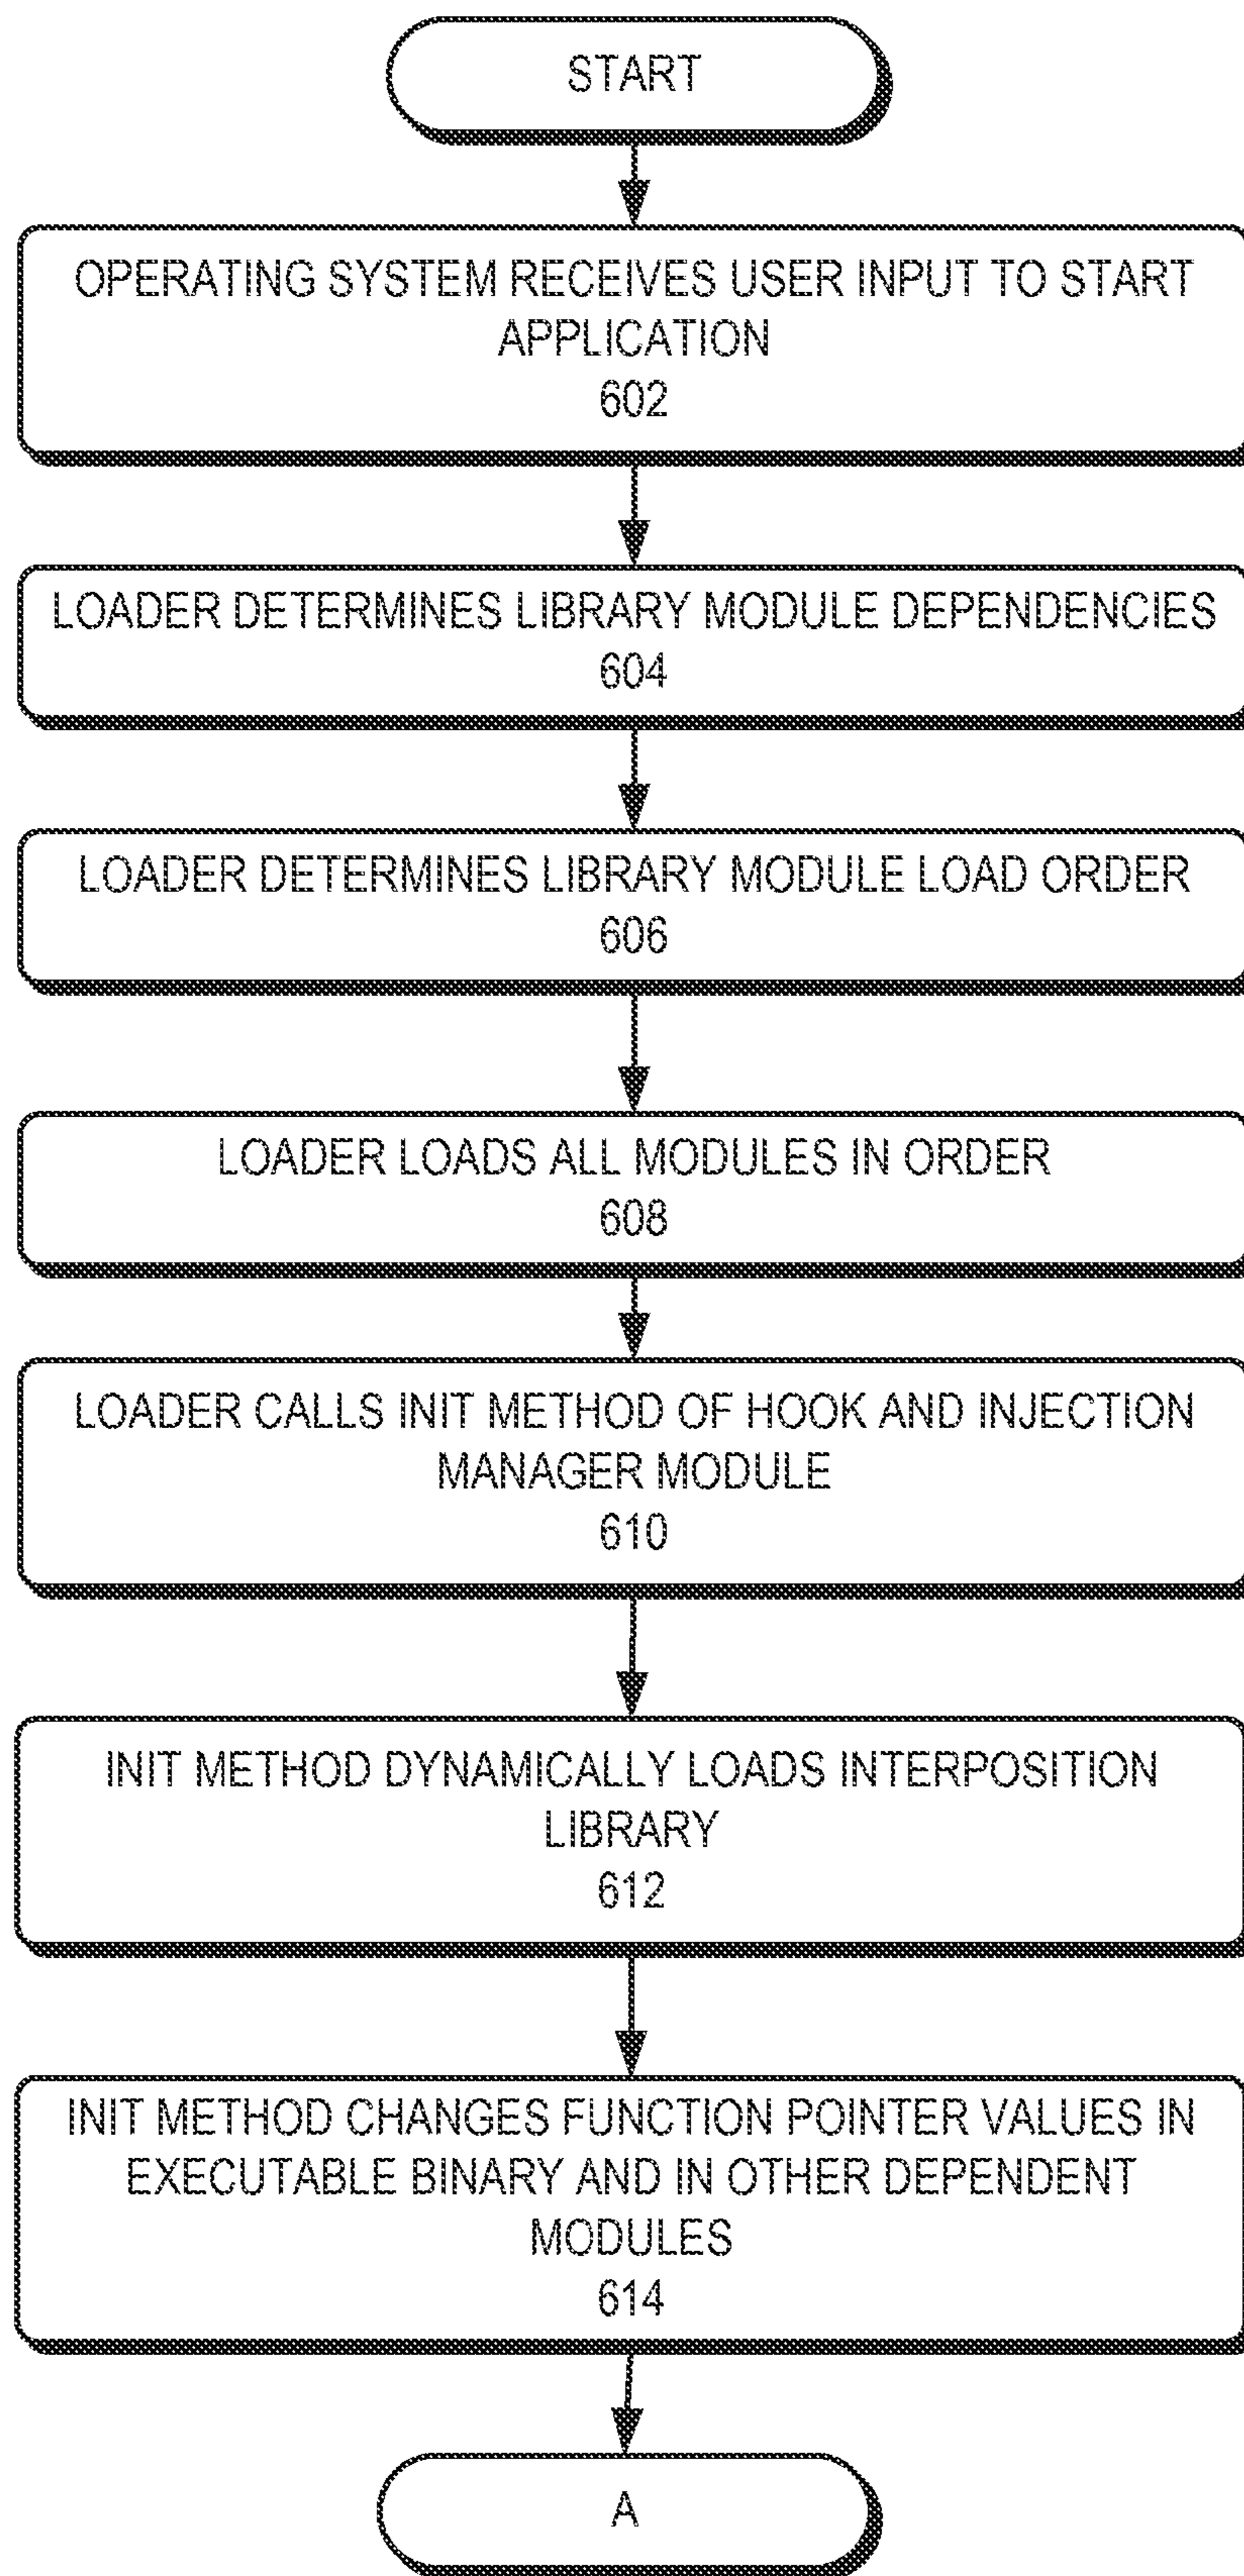 START
OPERATING SYSTEM RECEIVES USER INPUT TO START
APPLICATION
602
LOADER DETERMINES LIBRARY MODULE DEPENDENCIES
604
LOADER DETERMINES LIBRARY MODULE LOAD ORDER
606
LOADER LOADS ALL MODULES IN ORDER
608
LOADER CALLS INIT METHOD OF HOOK AND INJECTION
MANAGER MODULE
610
INIT METHOD DYNAMICALLY LOADS INTERPOSITION
LIBRARY
612
INIT METHOD CHANGES FUNCTION POINTER VALUES IN
EXECUTABLE BINARY AND IN OTHER DEPENDENT
MODULES
614
A